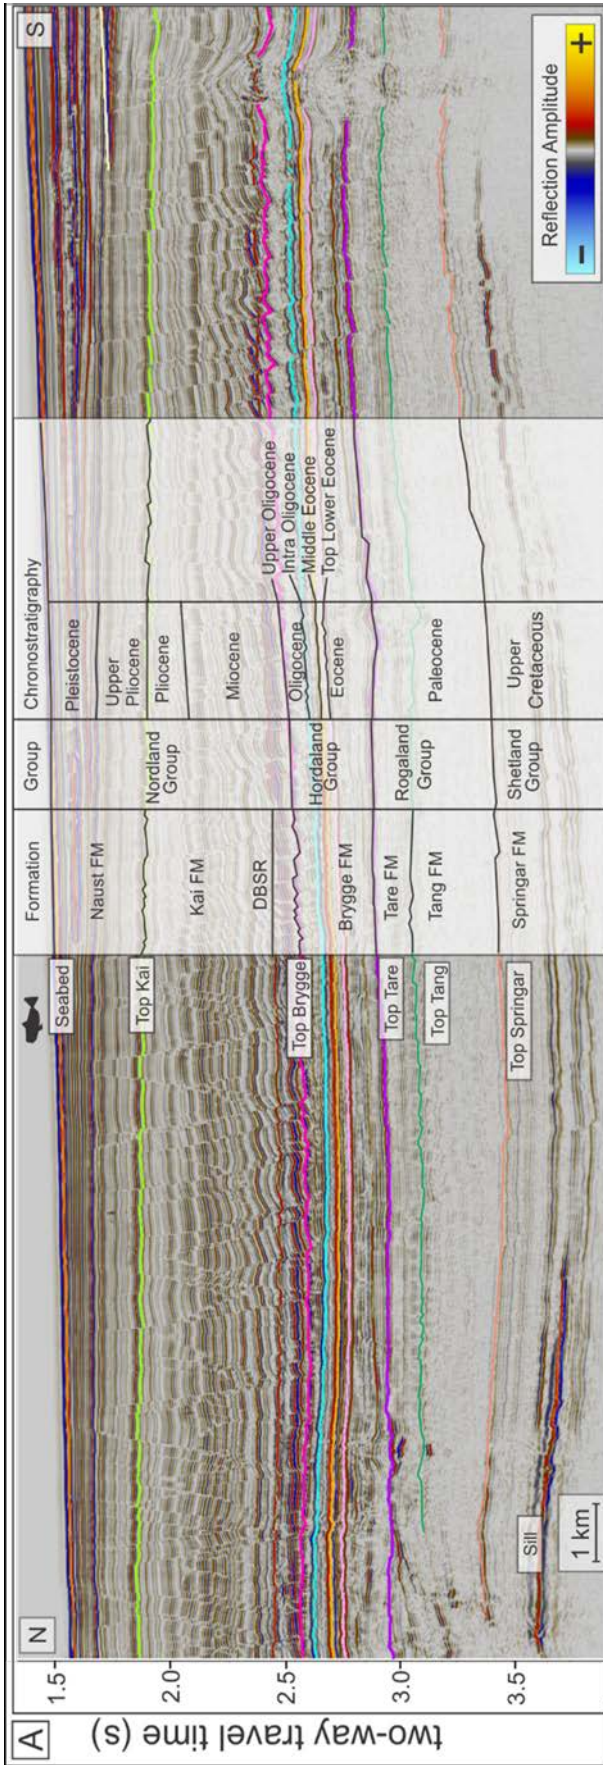 A
N
S
two-way travel time (s)
1.5
2.0
2.5
3.0
3.5
Seabed
Top Kai
Top Brygge
Top Tare
Top Tang
Top Springar
Sill
1 km
Formation
Naust FM
Kai FM
DBSR
Brygge FM
Tare FM
Tang FM
Springar FM
Group
Nordland
Group
Hordaland
Group
Rogaland
Group
Shetland
Group
Chronostratigraphy
Pleistocene
Upper
Pliocene
Pliocene
Miocene
Oligocene
Eocene
Paleocene
Upper
Cretaceous
Upper Oligocene
Intra Oligocene
Middle Eocene
Top Lower Eocene
Reflection Amplitude
- +